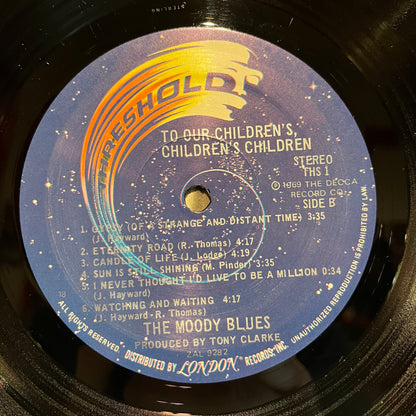 STERLING
THRESHOLD
TO OUR CHILDREN'S,
CHILDREN'S CHILDREN
STEREO
THS 1
℗ 1969 THE DECCA
RECORD CO.
SIDE B
1. GYPSY (OF A STRANGE AND DISTANT TIME) 3:35
(J. Hayward)
2. ETERNITY ROAD (R. Thomas) 4:17
3. CANDLE OF LIFE (J. Lodge) 4:19
4. SUN IS STILL SHINING (M. Pinder) 3:35
5. I NEVER THOUGHT I'D LIVE TO BE A MILLION 0:34
(J. Hayward)
6. WATCHING AND WAITING 4:17
(J. Hayward-R. Thomas)
18
THE MOODY BLUES
PRODUCED BY TONY CLARKE
ZAL 9282
ALL RIGHTS RESERVED. DISTRIBUTED BY LONDON RECORDS, INC. UNAUTHORIZED REPRODUCTION IS PROHIBITED BY LAW.